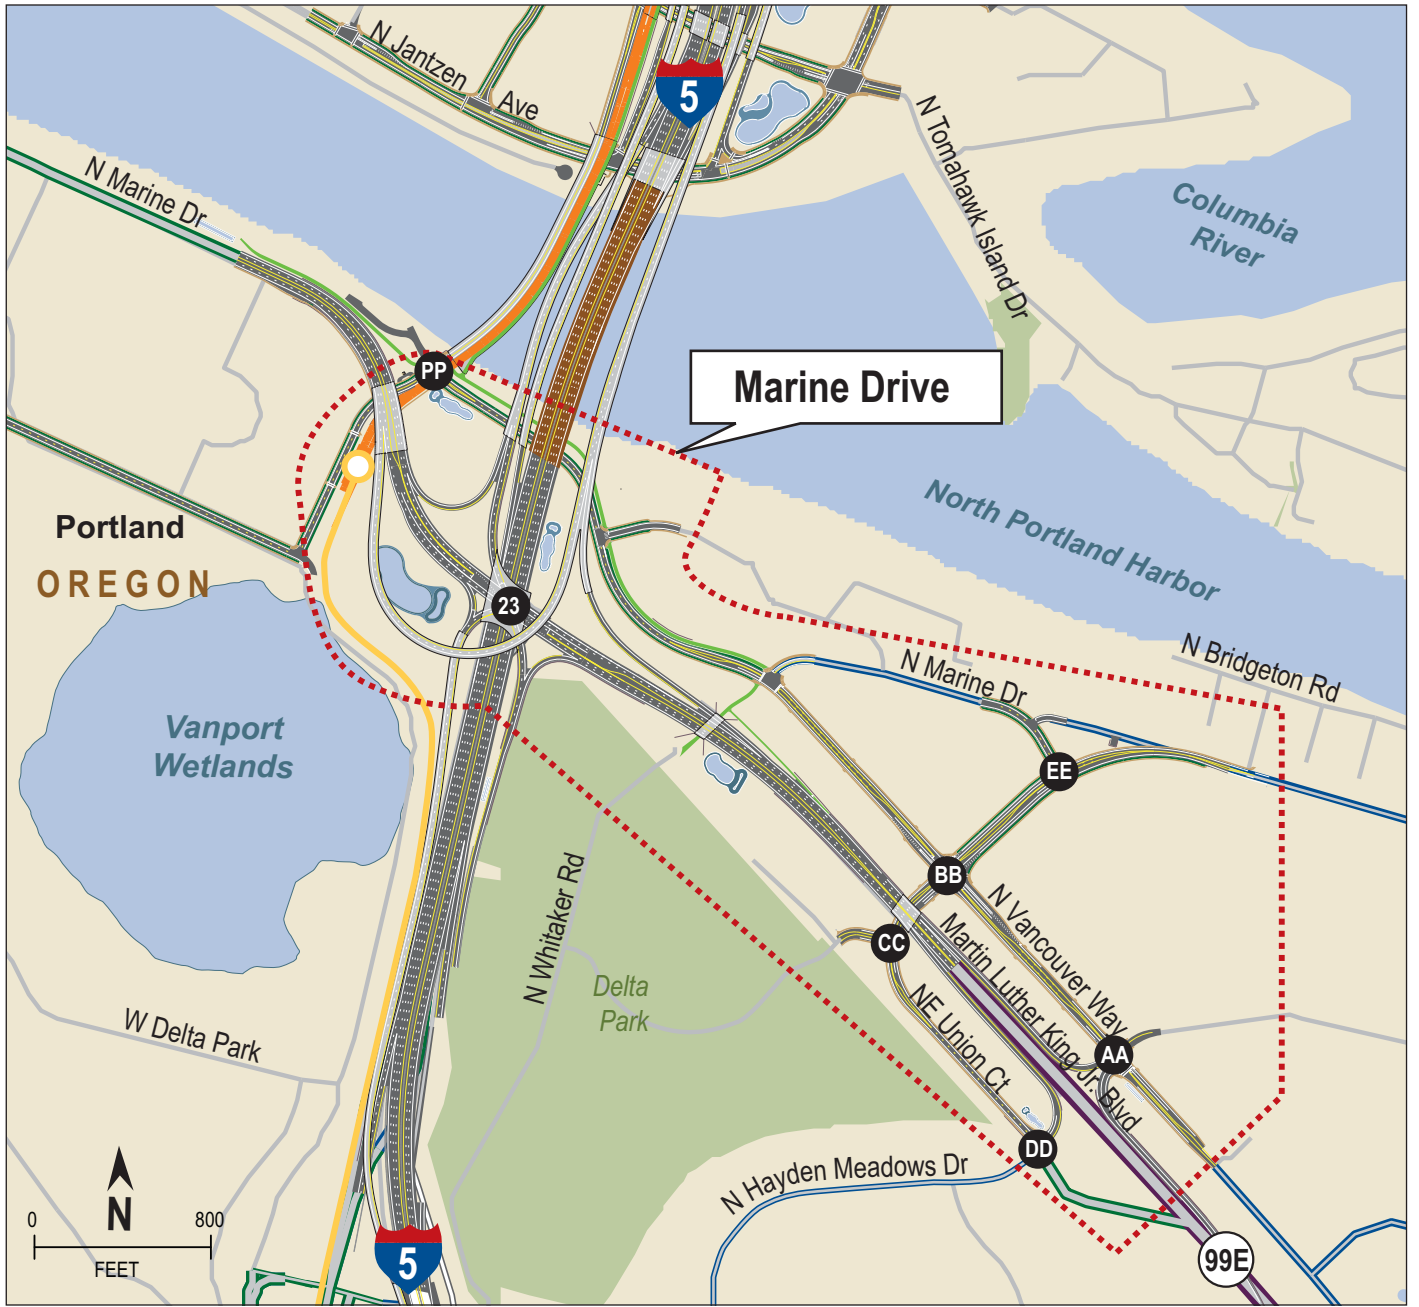 N Jantzen
Ave
5
N Marine Dr
N Tomahawk Island Dr
Columbia
River
PP
Marine Drive
North Portland Harbor
Portland
OREGON
23
N Bridgeton Rd
N Marine Dr
Vanport
Wetlands
EE
BB
N Vancouver Way
N Whitaker Rd
CC
Martin Luther King Jr. Blvd
Delta
Park
NE Union Ct
W Delta Park
AA
DD
N Hayden Meadows Dr
N
0 800
FEET
5
99E